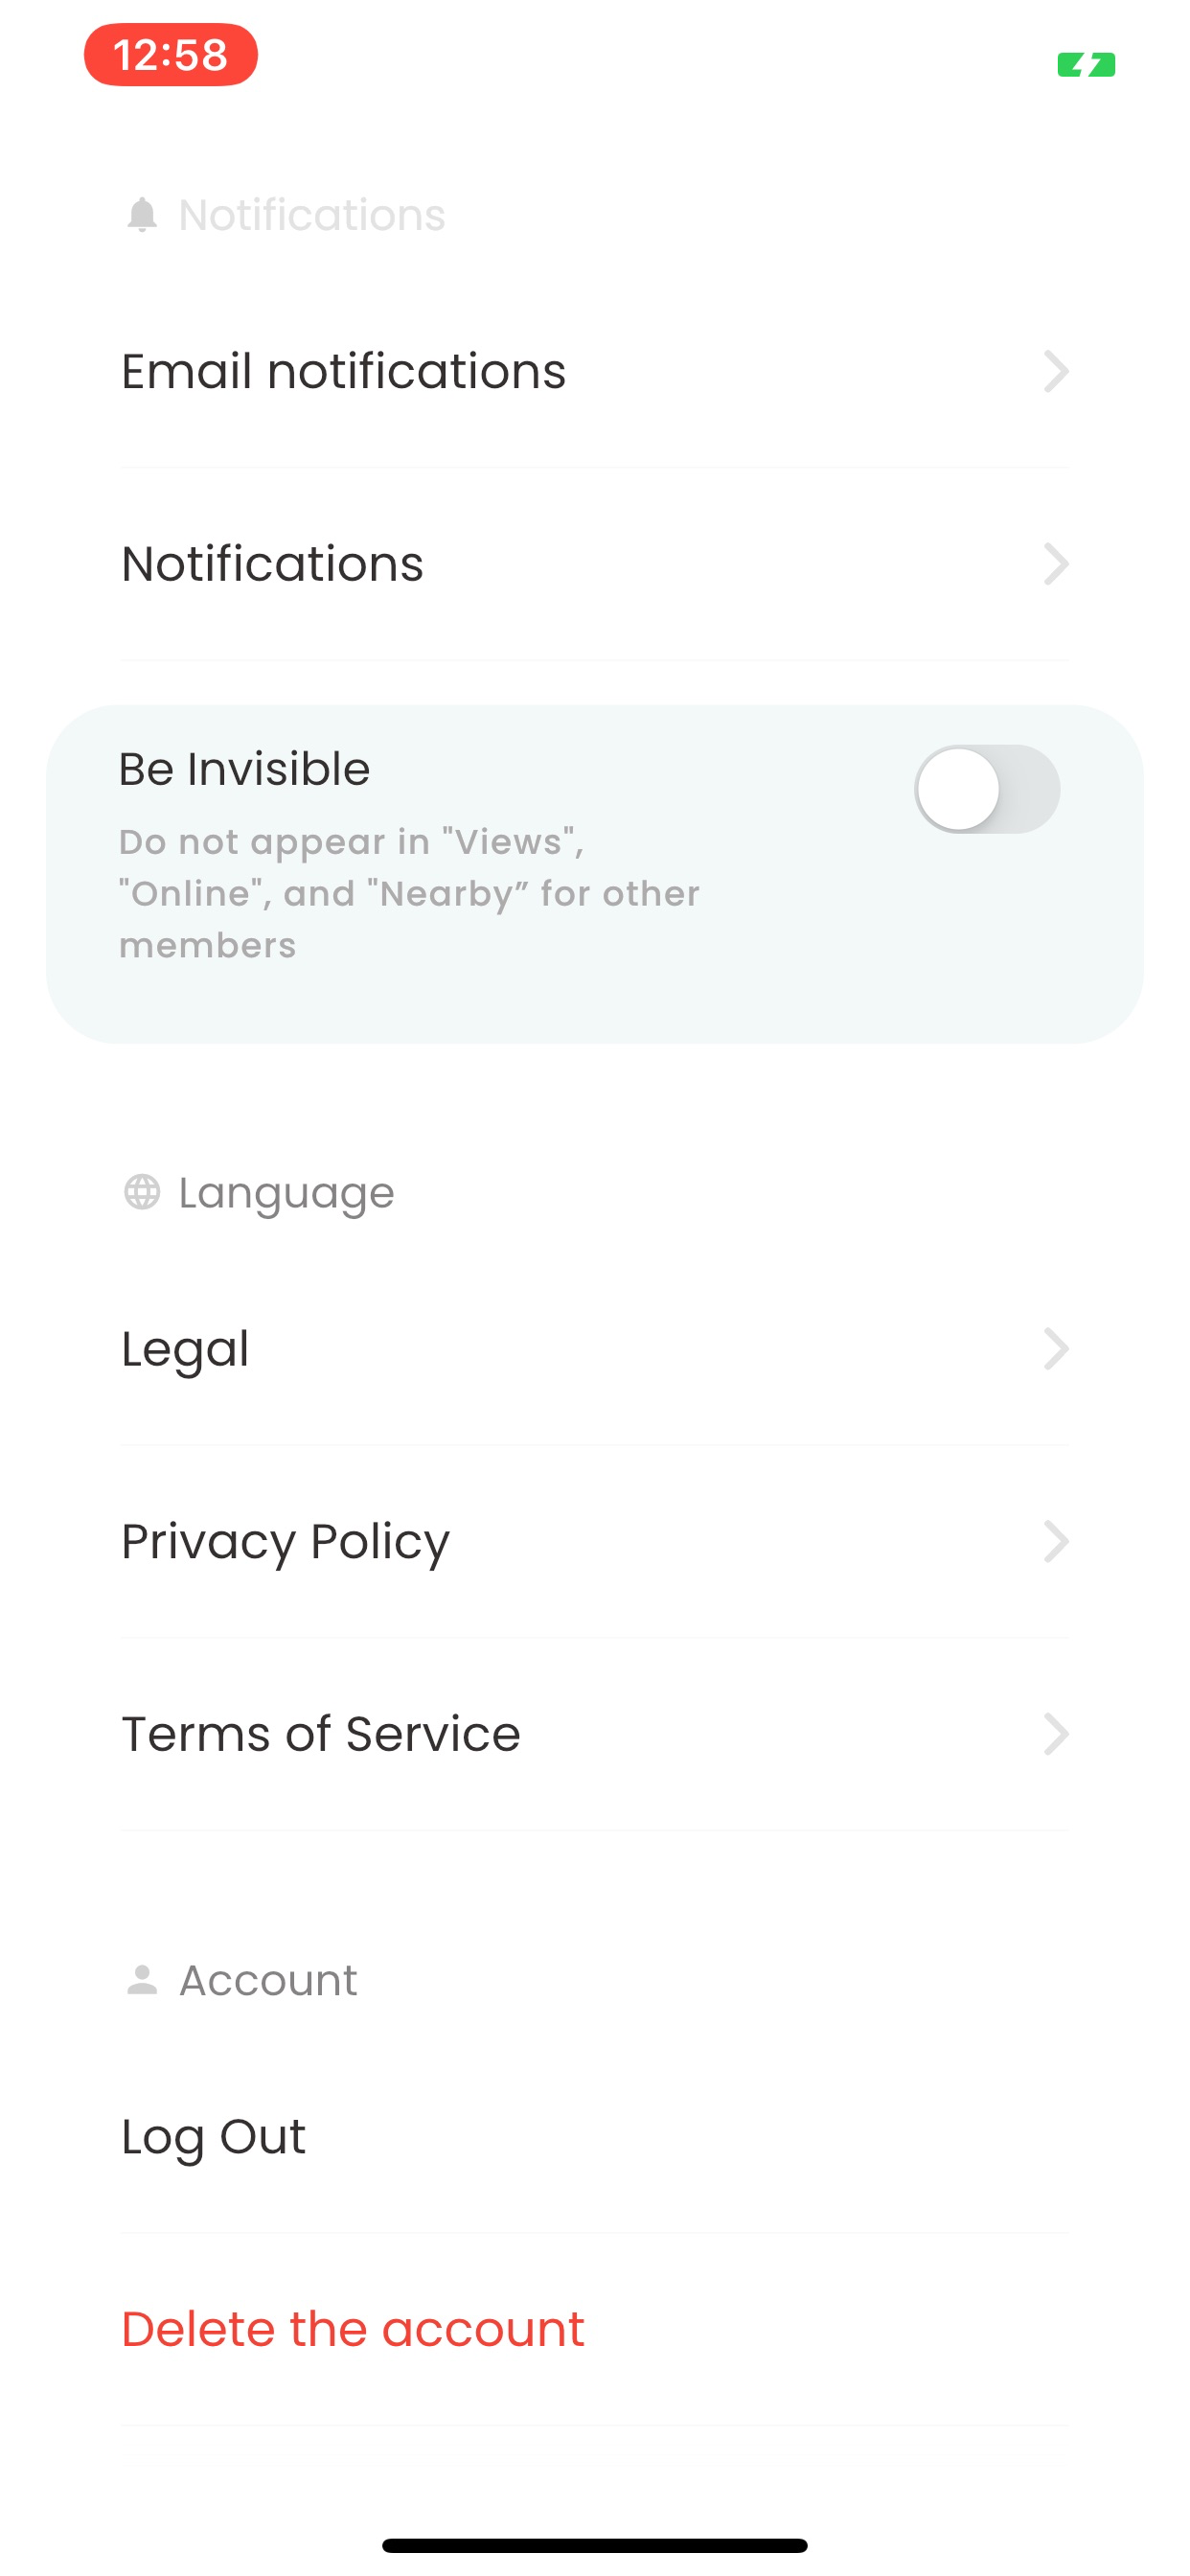 12:58
Notifications
Email notifications
Notifications
Be Invisible
Do not appear in "Views",
"Online", and "Nearby” for other
members
Language
Legal
Privacy Policy
Terms of Service
Account
Log Out
Delete the account